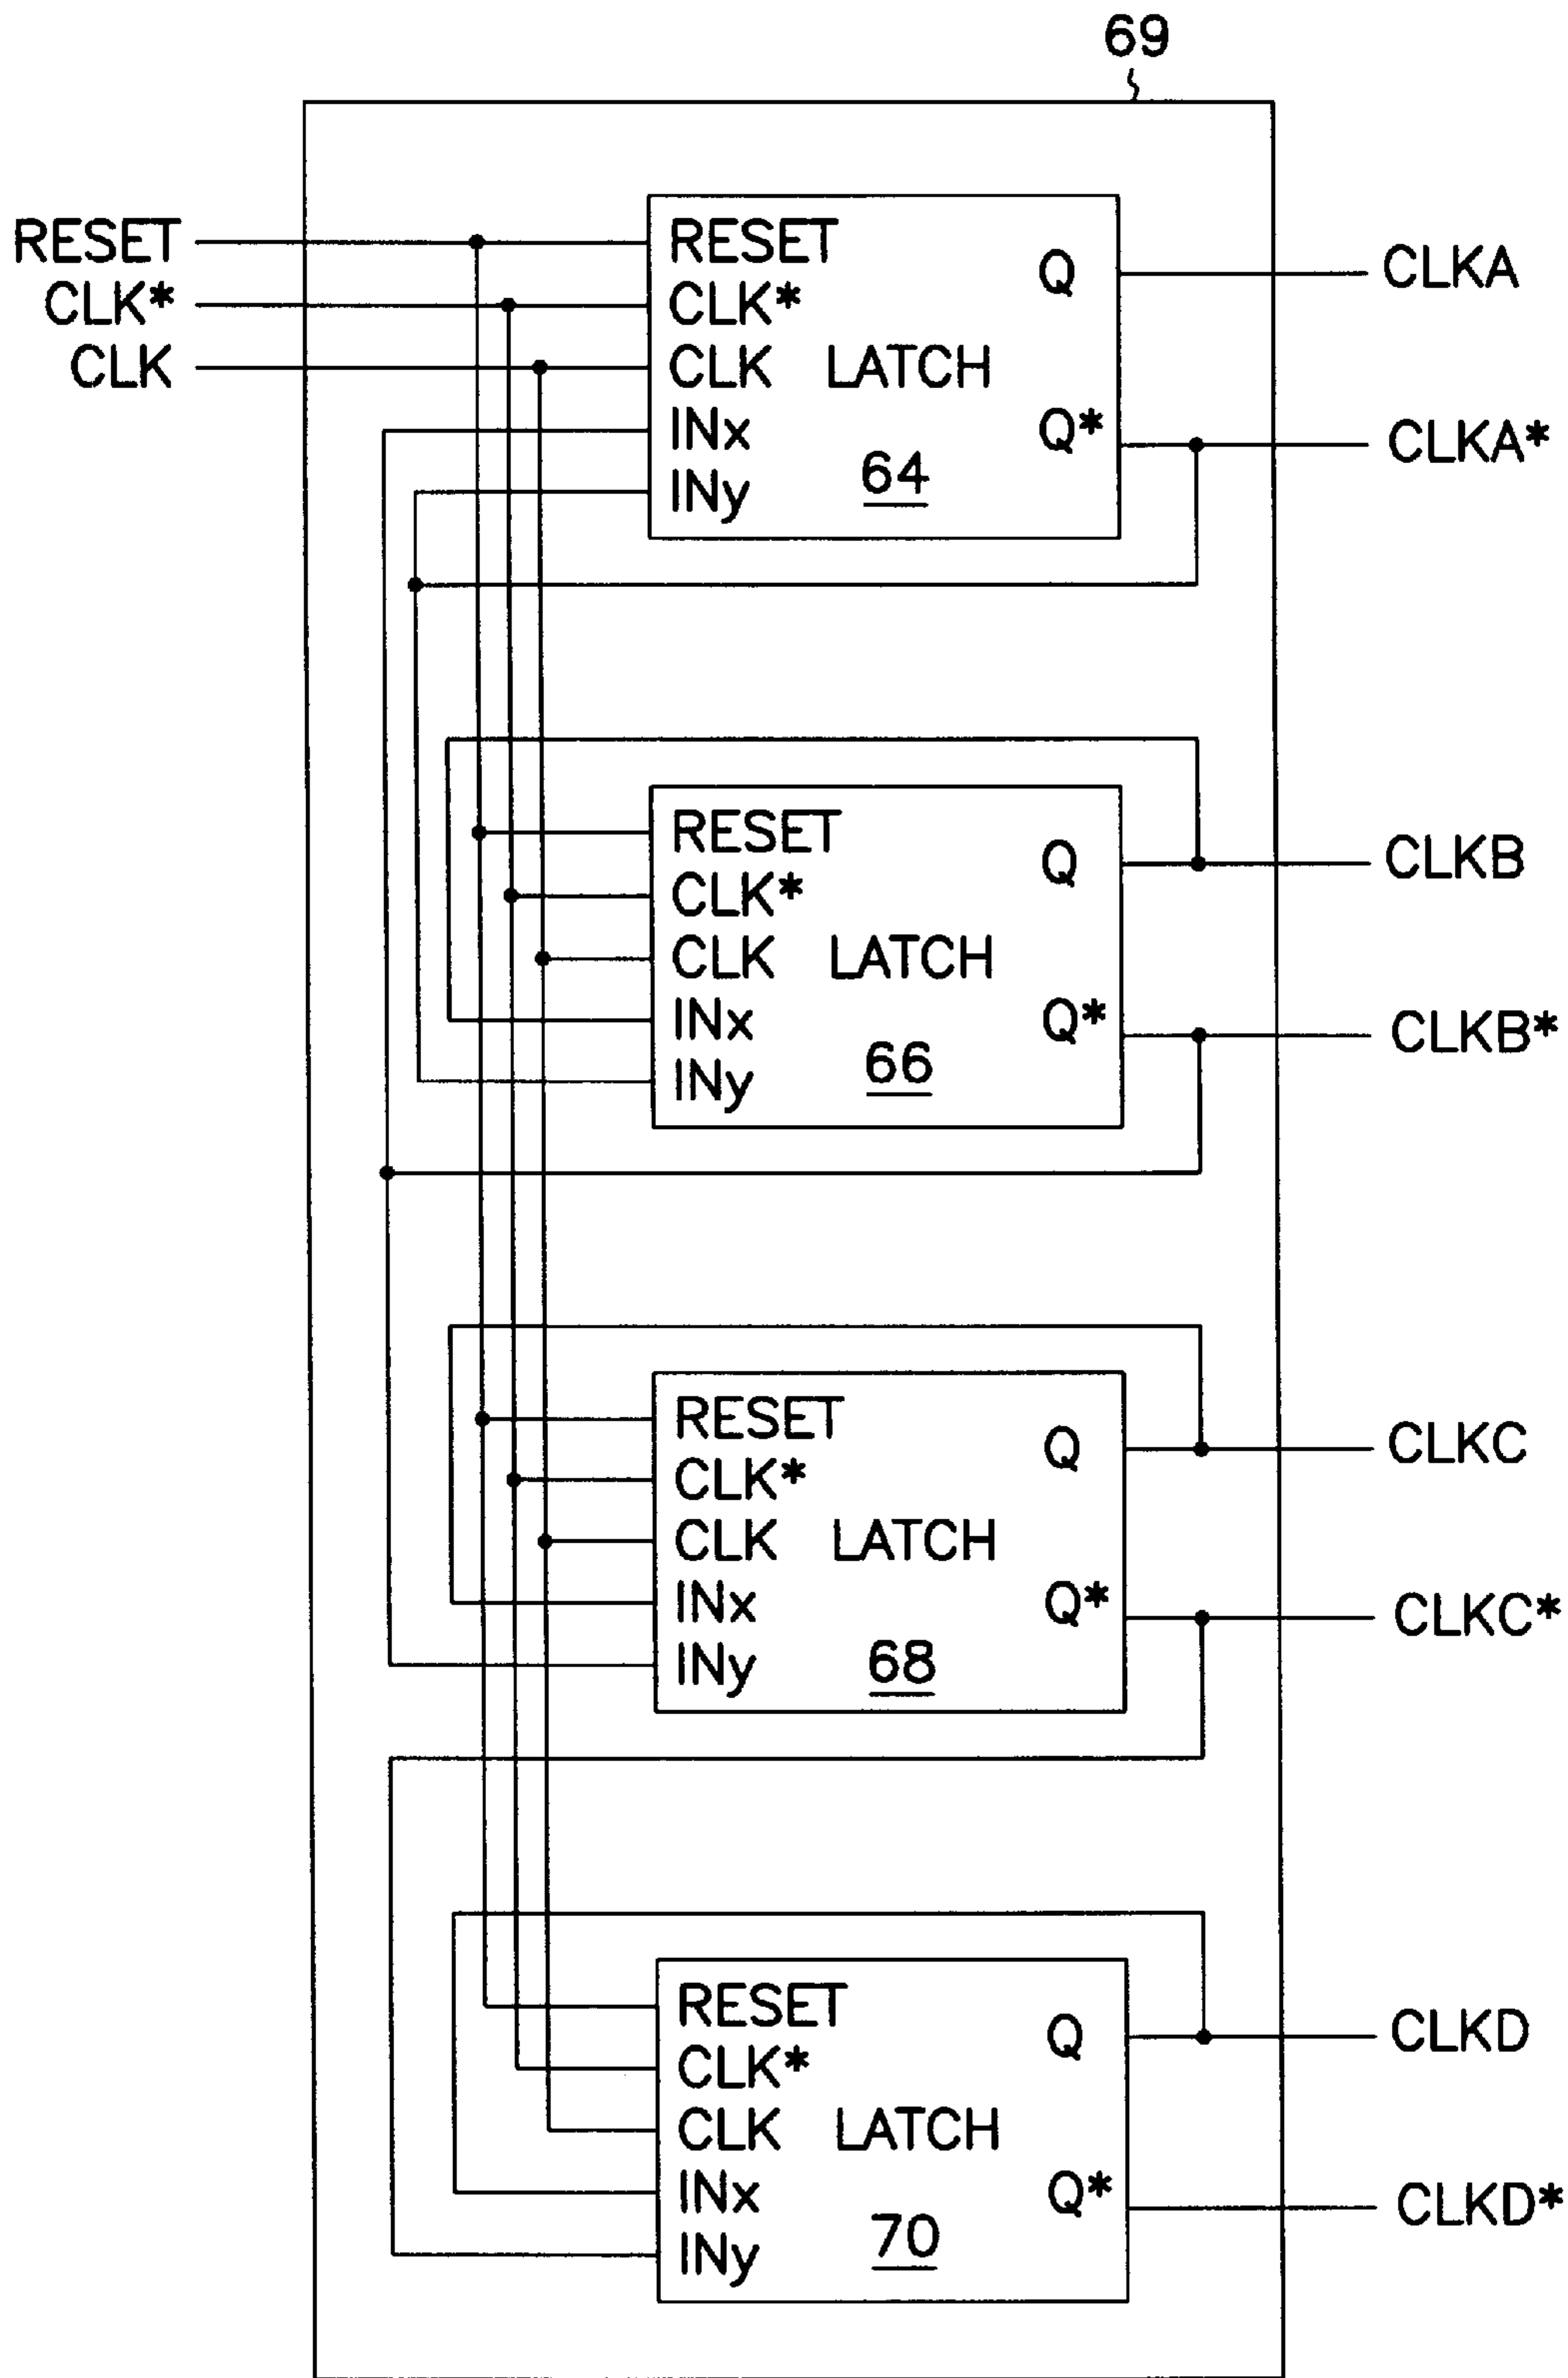 69
RESET
CLK*
CLK
RESET
CLK*
CLK LATCH
INx
INy
64
Q
Q*
CLKA
CLKA*
RESET
CLK*
CLK LATCH
INx
INy
66
Q
Q*
CLKB
CLKB*
RESET
CLK*
CLK LATCH
INx
INy
68
Q
Q*
CLKC
CLKC*
RESET
CLK*
CLK LATCH
INx
INy
70
Q
Q*
CLKD
CLKD*